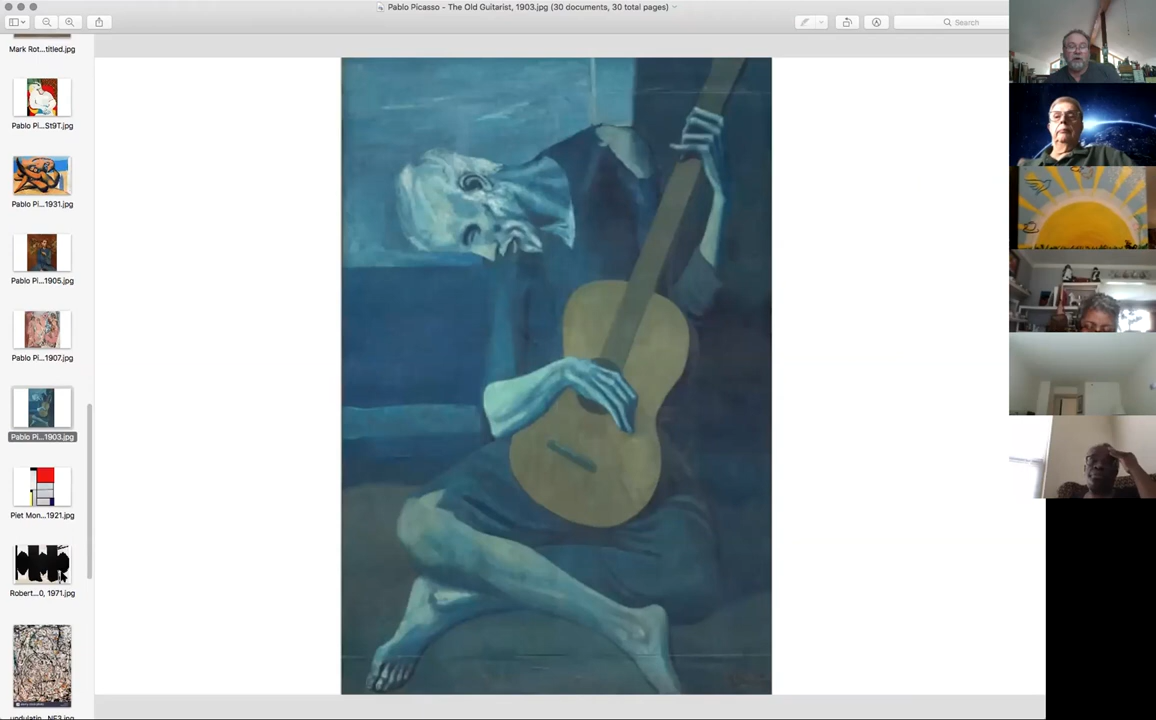 Pablo Picasso - The Old Guitarist, 1903.jpg (30 documents, 30 total pages)
Search
Mark Rot...titled.jpg
Pablo Pi...St9T.jpg
Pablo Pi...1931.jpg
Pablo Pi...1905.jpg
Pablo Pi...1907.jpg
Pablo Pi...1903.jpg
Piet Mon...1921.jpg
Robert...0, 1971.jpg